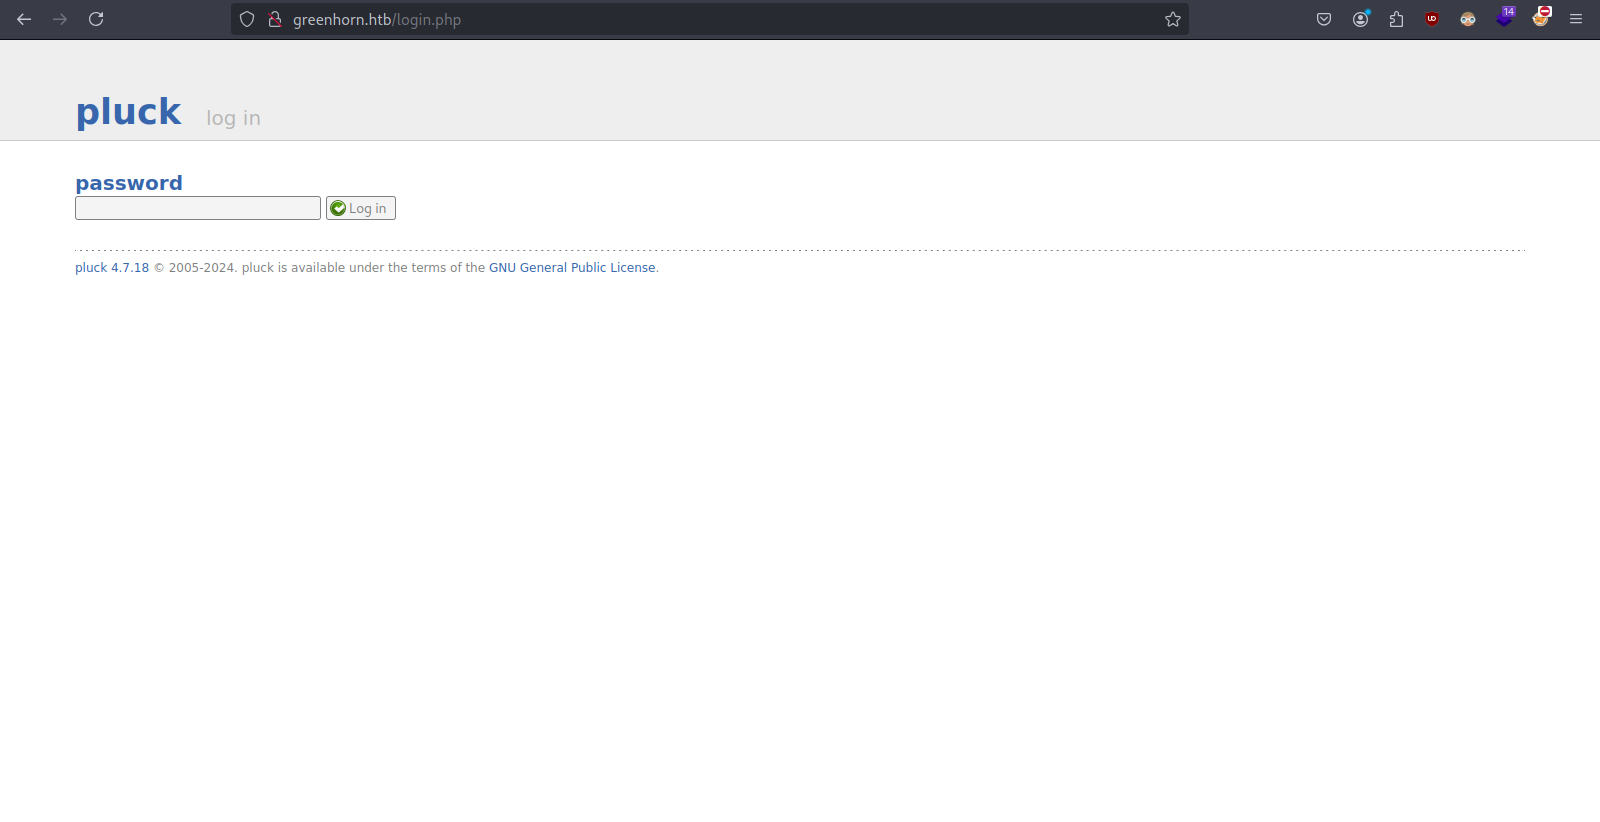 greenhorn.htb/login.php
14
pluck log in
password
Log in
pluck 4.7.18 © 2005-2024. pluck is available under the terms of the GNU General Public License.